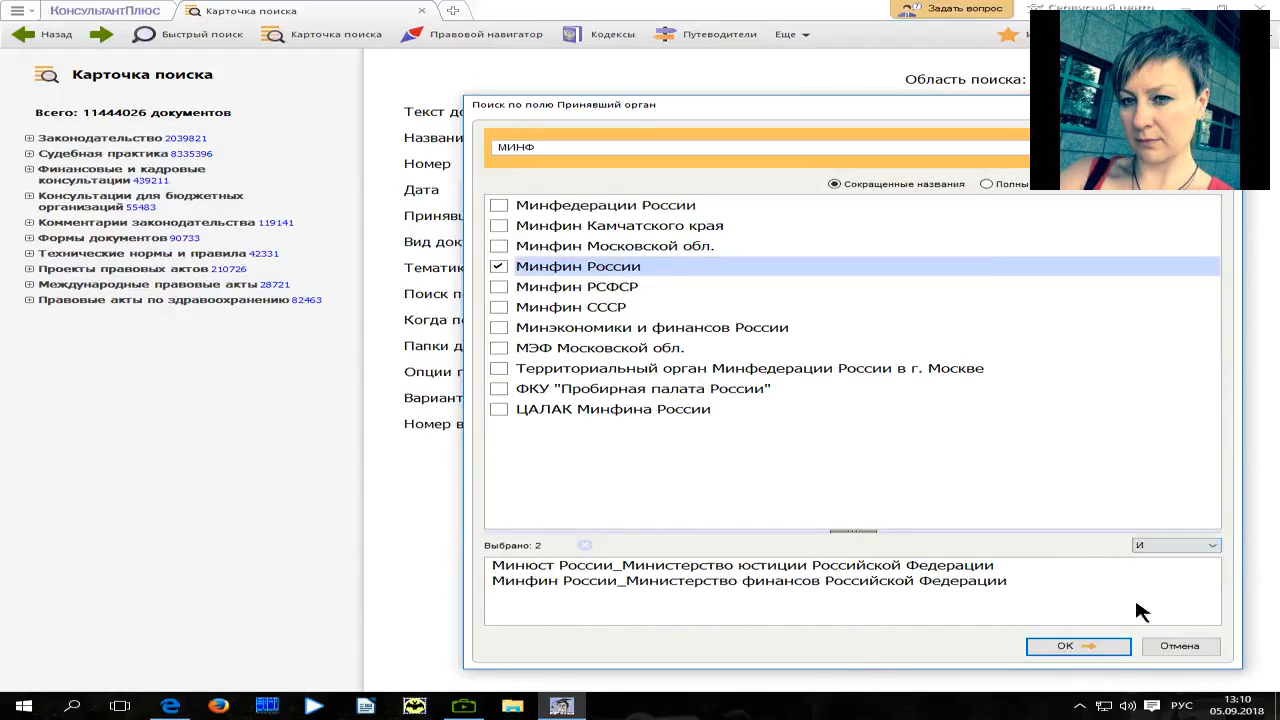 КонсультантПлюс
Карточка поиска
Задать вопрос
Сервисный центр
Назад
Быстрый поиск
Карточка поиска
Правовой навигатор
Кодексы
Путеводители
Еще
Карточка поиска
Область поиска:
Всего: 11444026 документов
Законодательство 2039821
Судебная практика 8335396
Финансовые и кадровые
консультации 439211
Консультации для бюджетных
организаций 55483
Комментарии законодательства 119141
Формы документов 90733
Технические нормы и правила 42331
Проекты правовых актов 210726
Международные правовые акты 28721
Правовые акты по здравоохранению 82463
Текст до
Названи
Номер
Дата
Принявш
Вид док
Тематик
Поиск п
Когда п
Папки д
Опции п
Вариант
Номер в
Поиск по полю Принявший орган
МИНФ
Сокращенные названия
Полны
Минфедерации России
Минфин Камчатского края
Минфин Московской обл.
Минфин России
Минфин РСФСР
Минфин СССР
Минэкономики и финансов России
МЭФ Московской обл.
Территориальный орган Минфедерации России в г. Москве
ФКУ "Пробирная палата России"
ЦАЛАК Минфина России
Выбрано: 2
И
Минюст России_Министерство юстиции Российской Федерации
Минфин России_Министерство финансов Российской Федерации
ОК
Отмена
РУС
13:10
05.09.2018